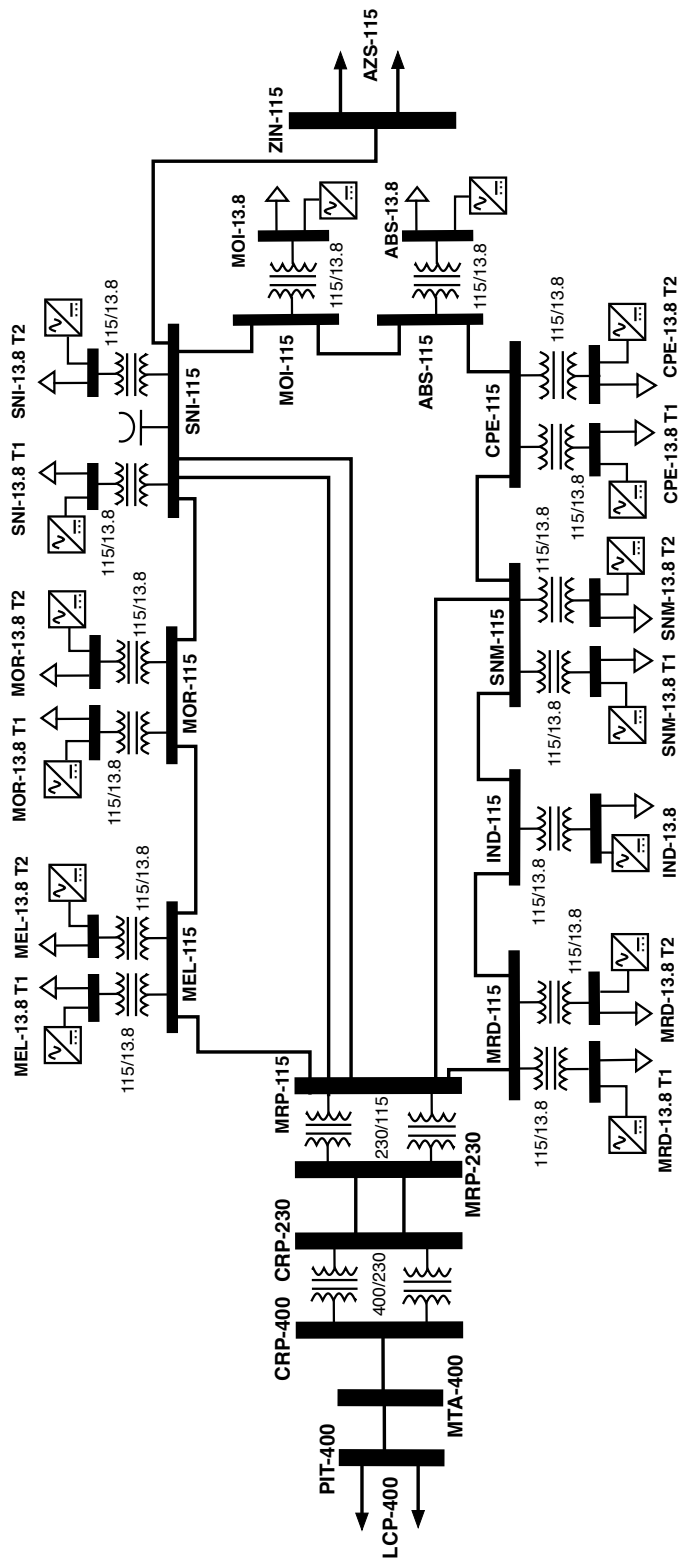 PIT-400
LCP-400
MTA-400
CRP-400
400/230
CRP-230
MRP-230
230/115
MRP-115
MEL-13.8 T1
115/13.8
MEL-13.8 T2
115/13.8
MEL-115
MOR-13.8 T1
115/13.8
MOR-13.8 T2
115/13.8
MOR-115
SNI-13.8 T1
115/13.8
SNI-13.8 T2
115/13.8
SNI-115
ZIN-115
AZS-115
MOI-13.8
115/13.8
MOI-115
ABS-13.8
115/13.8
ABS-115
MRD-115
115/13.8
MRD-13.8 T1
115/13.8
MRD-13.8 T2
IND-115
115/13.8
IND-13.8
SNM-115
115/13.8
SNM-13.8 T1
115/13.8
SNM-13.8 T2
CPE-115
115/13.8
CPE-13.8 T1
115/13.8
CPE-13.8 T2